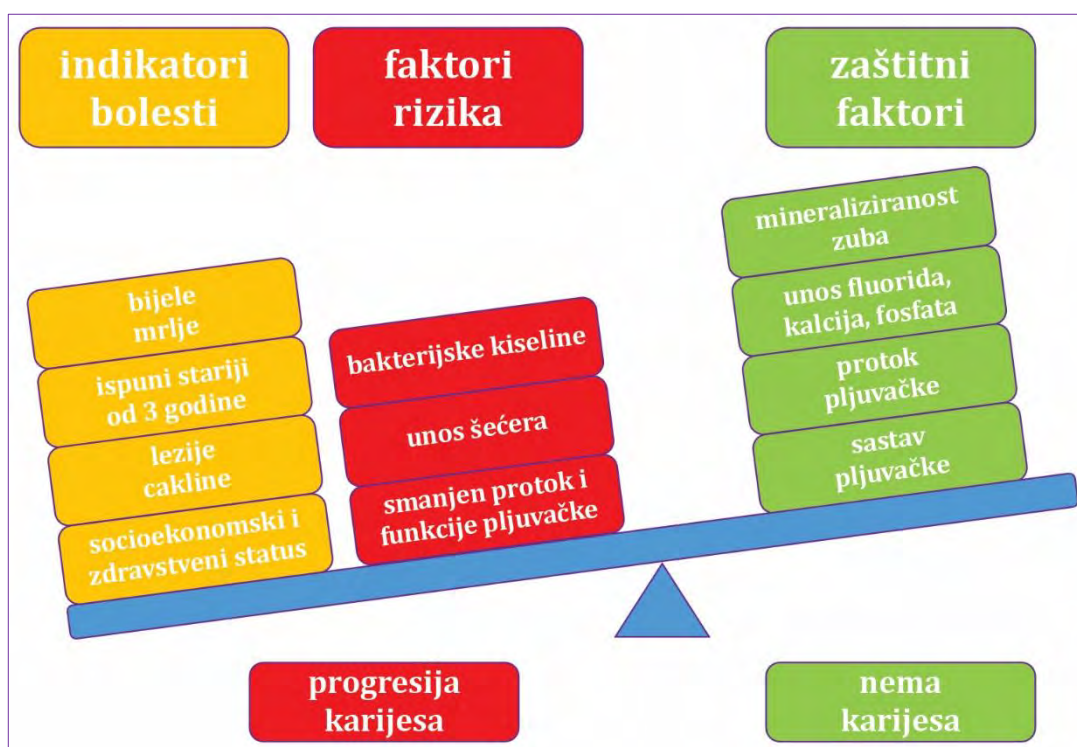 indikatori
bolesti
faktori
rizika
zaštitni
faktori
bijele
mrlje
ispuni stariji
od 3 godine
lezije
cakline
socioekonomski i
zdravstveni status
bakterijske kiseline
unos šećera
smanjen protok i
funkcije pljuvačke
mineraliziranost
zuba
unos fluorida,
kalcija, fosfata
protok
pljuvačke
sastav
pljuvačke
progresija
karijesa
nema
karijesa